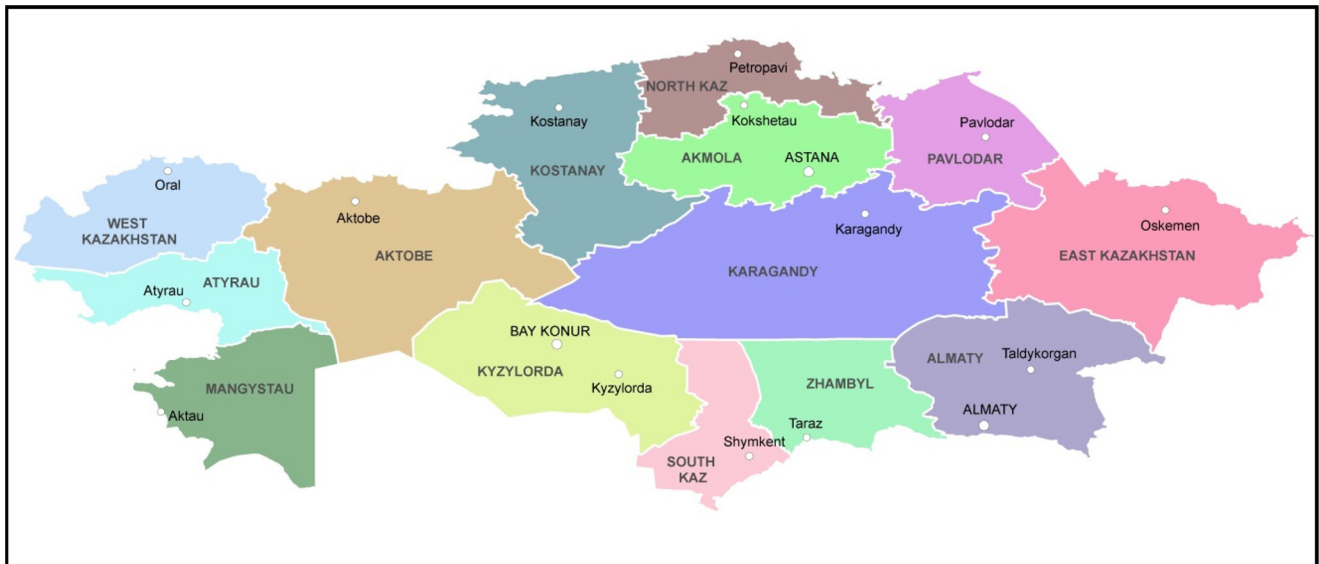 Petropavi
NORTH KAZ
Kostanay
Kokshetau
Pavlodar
AKMOLA
ASTANA
PAVLODAR
KOSTANAY
Oral
Aktobe
WEST
KAZAKHSTAN
Karagandy
Oskemen
AKTOBE
EAST KAZAKHSTAN
KARAGANDY
ATYRAU
Atyrau
BAY KONUR
KYZYLORDA
Kyzylorda
ALMATY
Taldykorgan
ZHAMBYL
MANGYSTAU
Aktau
ALMATY
Taraz
Shymkent
SOUTH
KAZ